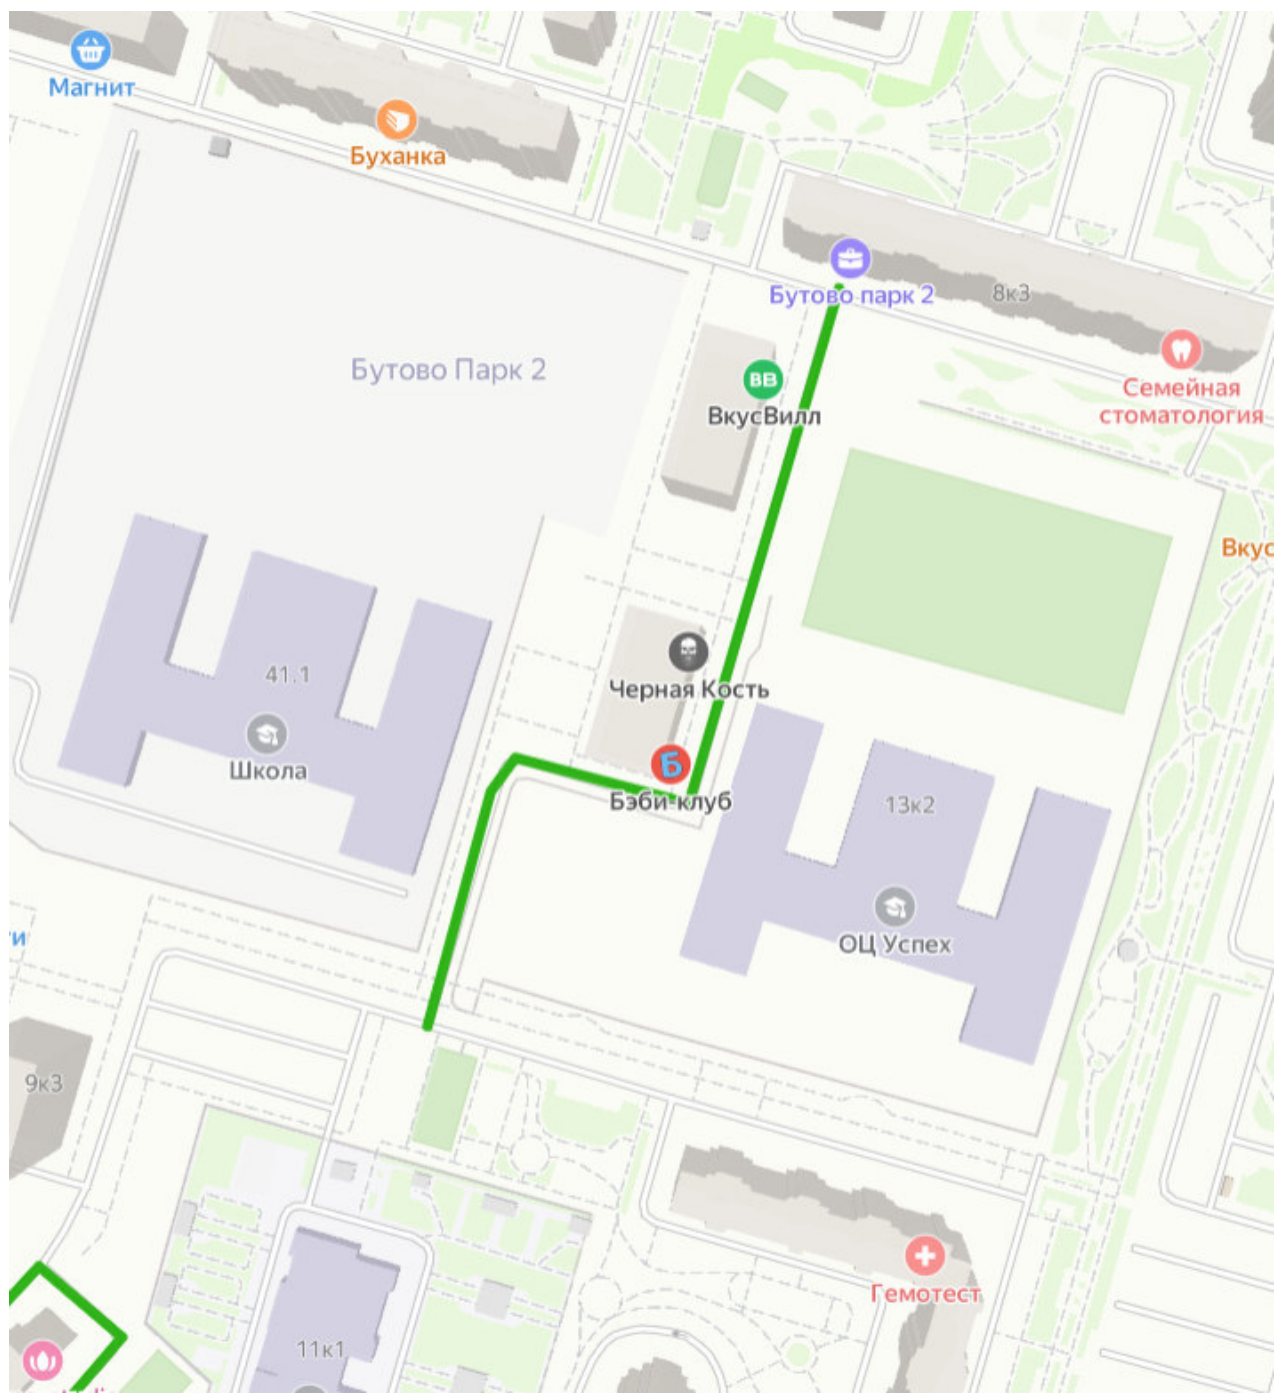 Магнит
Буханка
Бутово парк 2
8к3
Семейная
стоматология
Бутово Парк 2
ВВ
ВкусВилл
Вкус
Черная Кость
41.1
Школа
Б
Бэби-клуб
13к2
ОЦ Успех
ти
9к3
Гемотест
11к1